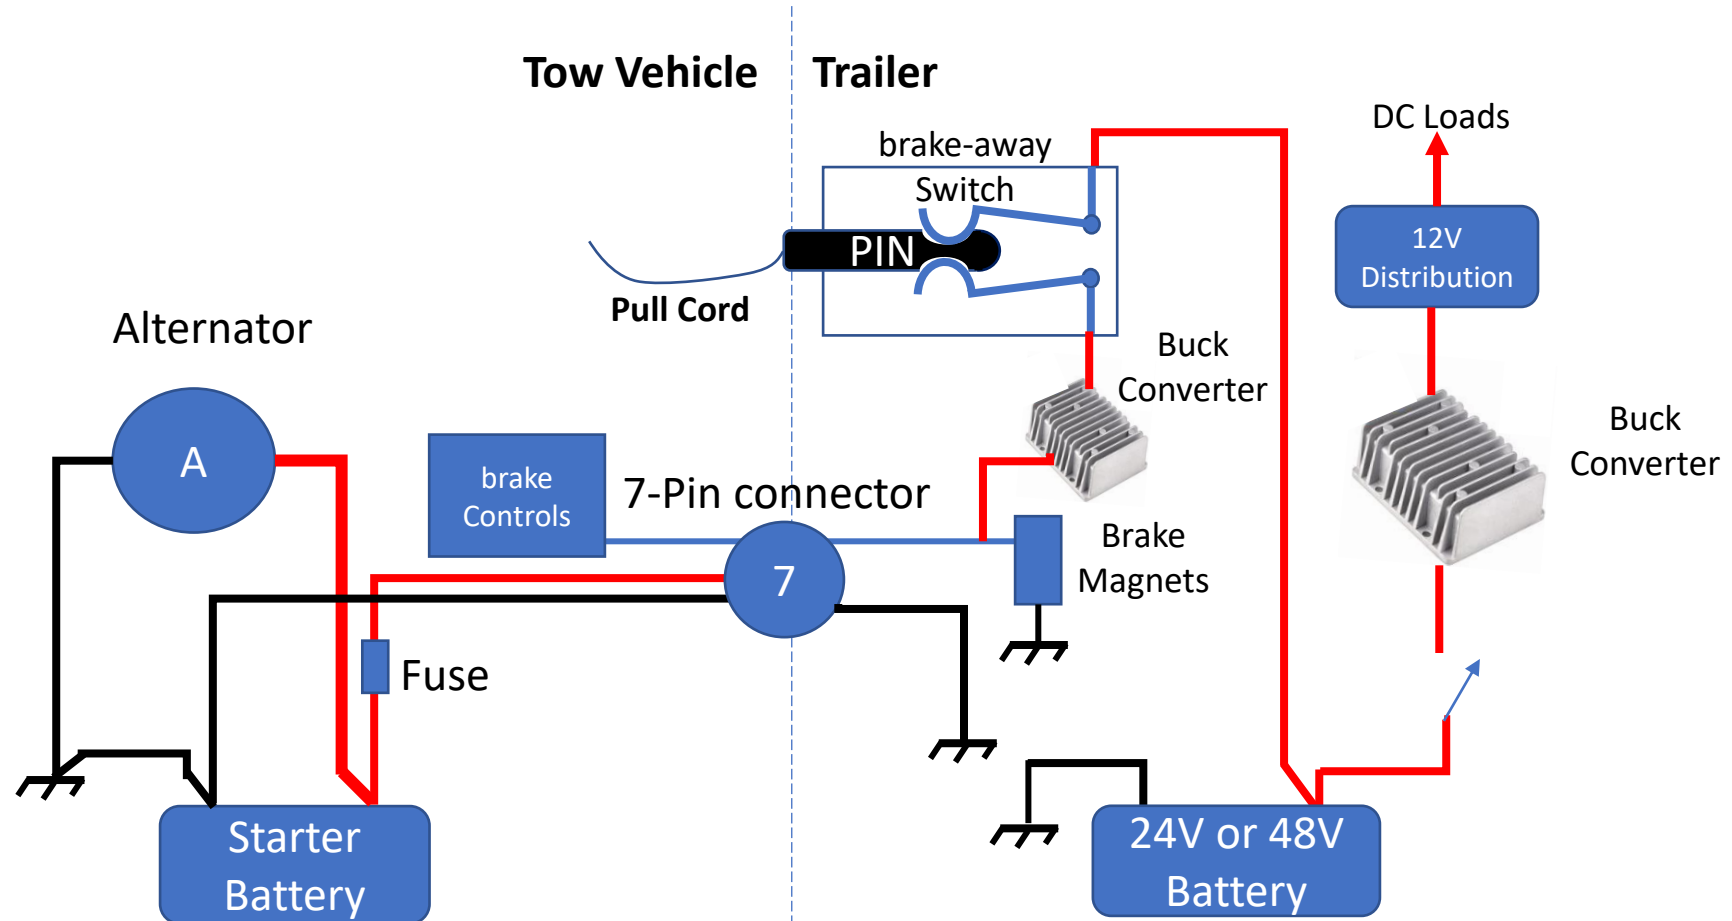 Tow Vehicle
Trailer
brake-away
Switch
PIN
Pull Cord
DC Loads
12V
Distribution
Buck
Converter
Buck
Converter
Alternator
A
brake
Controls
7-Pin connector
7
Brake
Magnets
Fuse
Starter
Battery
24V or 48V
Battery